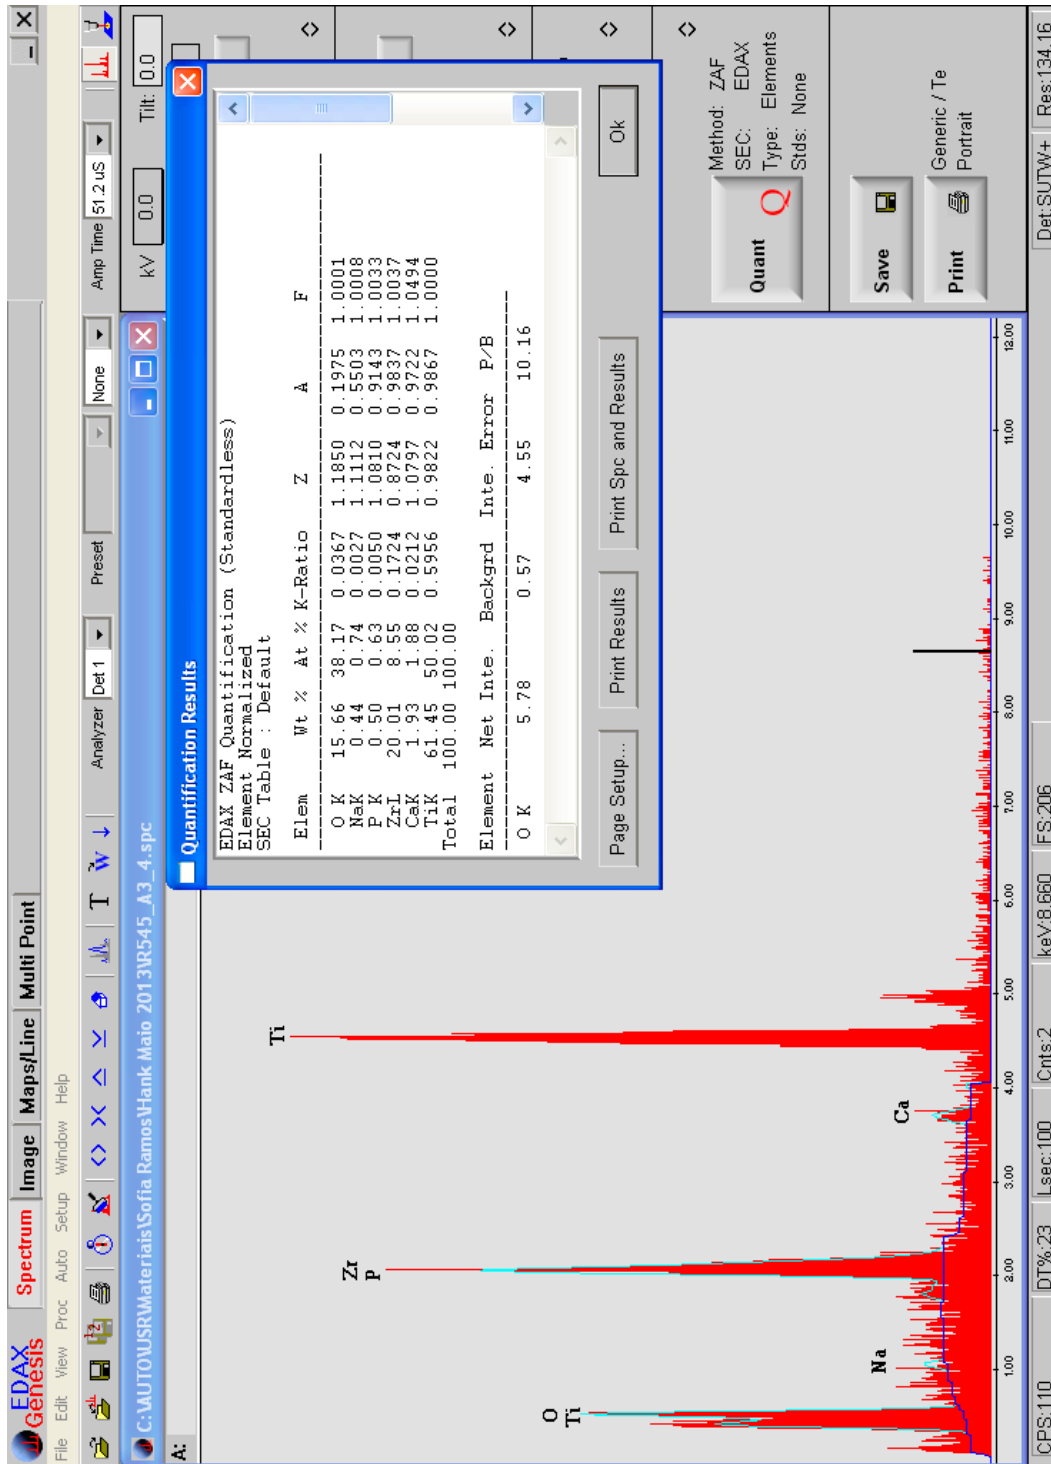 EDAX Genesis
Spectrum Image Maps/Line Multi Point
File Edit View Proc Auto Setup Window Help
Analyzer Det 1 Preset None Amp Time 51.2 uS
C:\AUTO\USR\Materiais\Sofia Ramos\Hank Maio 2013\R545_A3_4.spc
kV 0.0 Tilt: 0.0
A:
Quantification Results
EDAX ZAF Quantification (Standardless)
Element Normalized
SEC Table : Default
Elem Wt % At % K-Ratio Z A F
O K 15.66 38.17 0.0367 1.1850 0.1975 1.0001
NaK 0.44 0.74 0.0027 1.1112 0.5503 1.0008
P K 0.50 0.63 0.0050 1.0810 0.9143 1.0033
ZrL 20.01 8.55 0.1724 0.8724 0.9837 1.0037
CaK 1.93 1.88 0.0212 1.0797 0.9722 1.0494
TiK 61.45 50.02 0.5956 0.9822 0.9867 1.0000
Total 100.00 100.00
Element Net Inte. Backgrd Inte. Error P/B
O K 5.78 0.57 4.55 10.16
Page Setup... Print Results Print Spc and Results Ok
Method: ZAF
SEC: EDAX
Type: Elements
Stds: None
Quant Q
Save
Print
Generic / Te
Portrait
O
Ti
Na
Zr
P
Ca
Ti
1.00 2.00 3.00 4.00 5.00 6.00 7.00 8.00 9.00 10.00 11.00 12.00
CPS:110 DT%:23 Lsec:100 Cnts:2 keV:8.660 FS:206 Det:SUTW+ Res:134.16